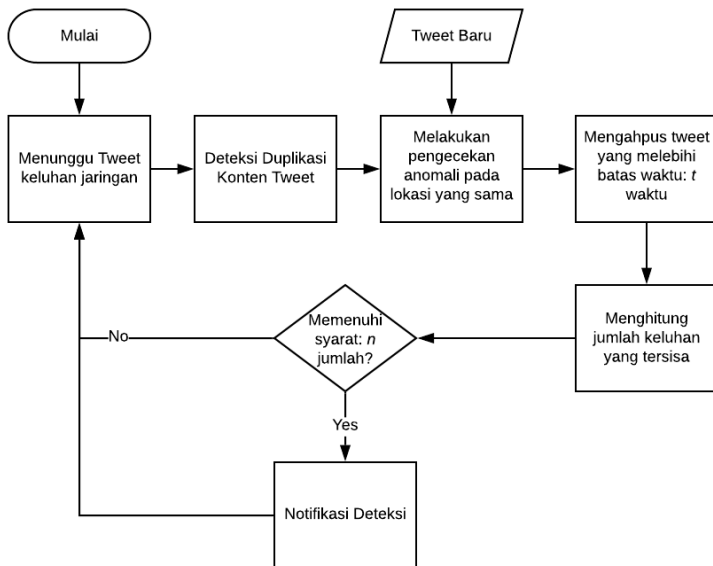 Mulai
Tweet Baru
Menunggu Tweet
keluhan jaringan
Deteksi Duplikasi
Konten Tweet
Melakukan
pengecekan
anomali pada
lokasi yang sama
Mengahpus tweet
yang melebihi
batas waktu: t
waktu
Menghitung
jumlah keluhan
yang tersisa
Memenuhi
syarat: n
jumlah?
No
Yes
Notifikasi Deteksi